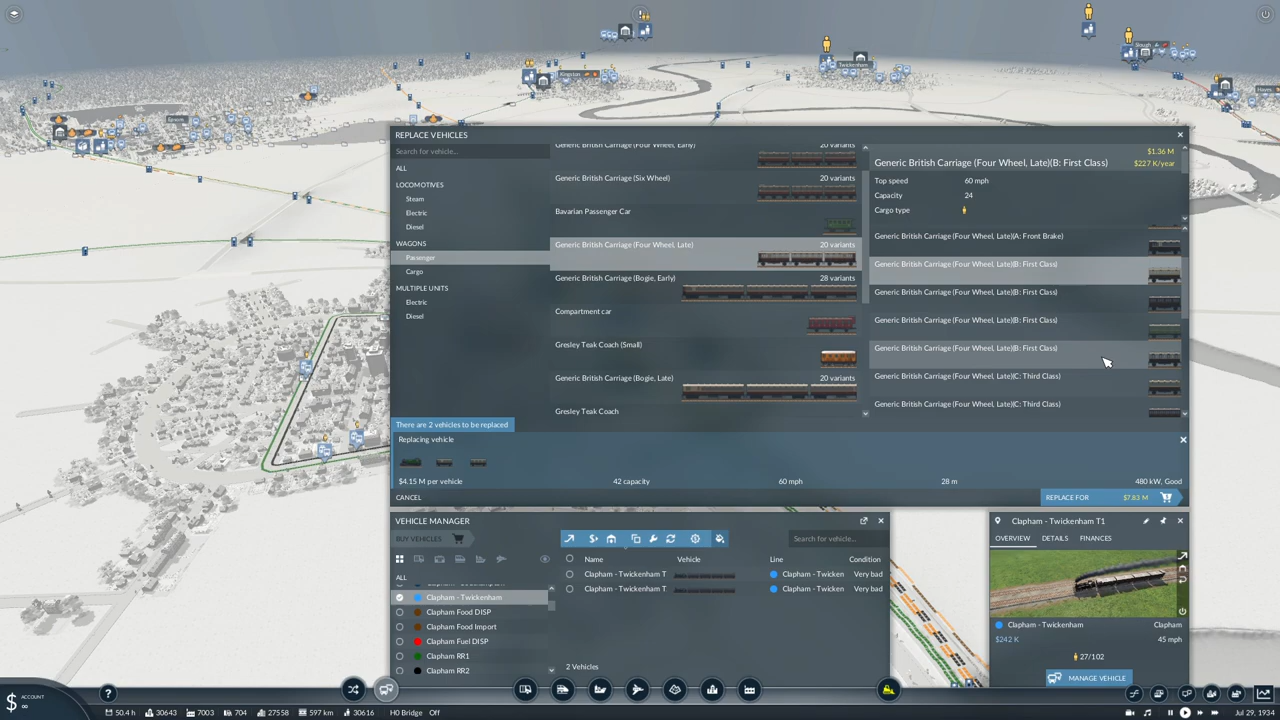 Slough
Kingston
Twickenham
Hayes
Epsom
REPLACE VEHICLES
Search for vehicle...
ALL
LOCOMOTIVES
Steam
Electric
Diesel
WAGONS
Passenger
Cargo
MULTIPLE UNITS
Electric
Diesel
Generic British Carriage (Four Wheel, Early) 20 variants
Generic British Carriage (Six Wheel) 20 variants
Bavarian Passenger Car
Generic British Carriage (Four Wheel, Late) 20 variants
Generic British Carriage (Bogie, Early) 28 variants
Compartment car
Gresley Teak Coach (Small)
Generic British Carriage (Bogie, Late) 20 variants
Gresley Teak Coach
$1.36 M
Generic British Carriage (Four Wheel, Late)(B: First Class) $227 K/year
Top speed 60 mph
Capacity 24
Cargo type
Generic British Carriage (Four Wheel, Late)(A: Front Brake)
Generic British Carriage (Four Wheel, Late)(B: First Class)
Generic British Carriage (Four Wheel, Late)(B: First Class)
Generic British Carriage (Four Wheel, Late)(B: First Class)
Generic British Carriage (Four Wheel, Late)(B: First Class)
Generic British Carriage (Four Wheel, Late)(C: Third Class)
Generic British Carriage (Four Wheel, Late)(C: Third Class)
There are 2 vehicles to be replaced
Replacing vehicle
$4.15 M per vehicle 42 capacity 60 mph 28 m 480 kW, Good
CANCEL REPLACE FOR $7.83 M
VEHICLE MANAGER
BUY VEHICLES
Search for vehicle...
ALL
Clapham - Twickenham
Clapham Food DISP
Clapham Food Import
Clapham Fuel DISP
Clapham RR1
Clapham RR2
Name Vehicle Line Condition
Clapham - Twickenham T Clapham - Twicken Very bad
Clapham - Twickenham T Clapham - Twicken Very bad
2 Vehicles
Clapham - Twickenham T1
OVERVIEW DETAILS FINANCES
Clapham - Twickenham Clapham
$242 K 45 mph
27/102
MANAGE VEHICLE
$ ACCOUNT ∞
?
50.4 h 30643 7003 704 27558 597 km 30616 H0 Bridge Off Jul 29, 1934